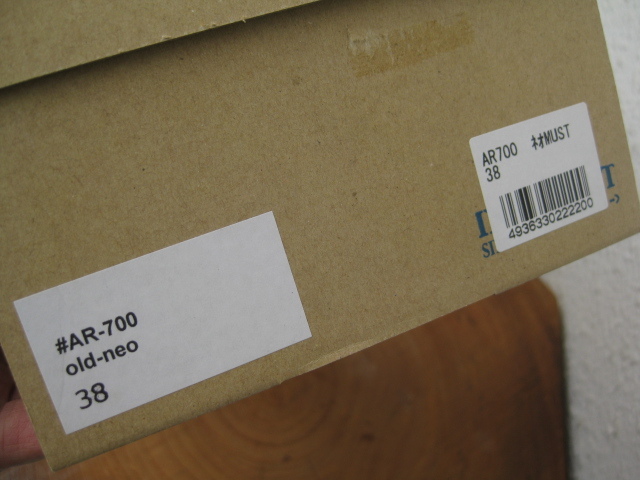 AR700 ネオMUST
38
4936330222200
#AR-700
old-neo
38